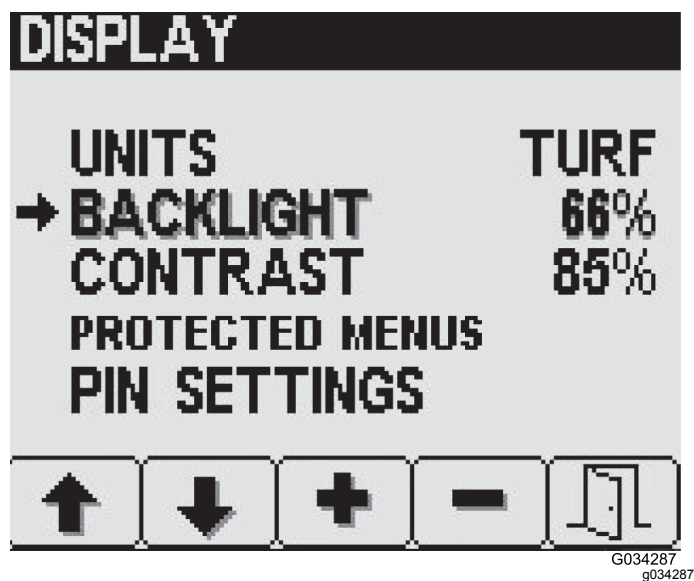 DISPLAY
UNITS TURF
BACKLIGHT 66%
CONTRAST 85%
PROTECTED MENUS
PIN SETTINGS
G034287
g034287